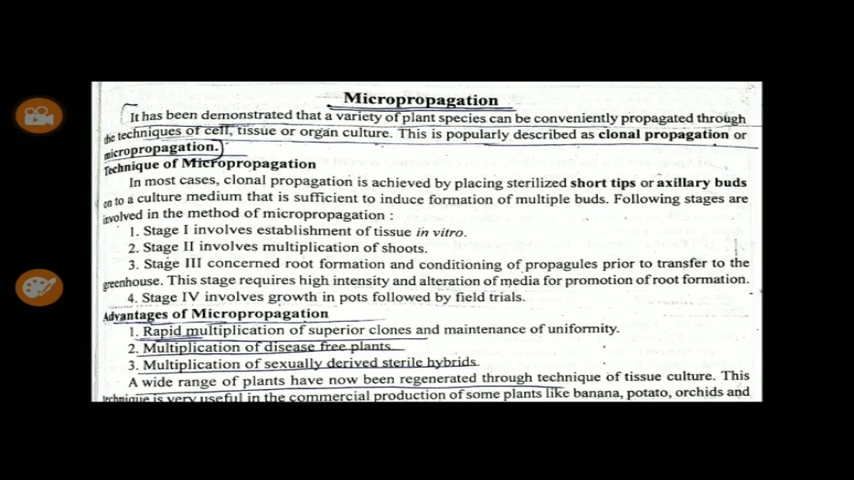 Micropropagation
It has been demonstrated that a variety of plant species can be conveniently propagated through
the techniques of cell, tissue or organ culture. This is popularly described as clonal propagation or
micropropagation.
Technique of Micropropagation
In most cases, clonal propagation is achieved by placing sterilized short tips or axillary buds
on to a culture medium that is sufficient to induce formation of multiple buds. Following stages are
involved in the method of micropropagation :
1. Stage I involves establishment of tissue in vitro.
2. Stage II involves multiplication of shoots.
3. Stage III concerned root formation and conditioning of propagules prior to transfer to the
greenhouse. This stage requires high intensity and alteration of media for promotion of root formation.
4. Stage IV involves growth in pots followed by field trials.
Advantages of Micropropagation
1. Rapid multiplication of superior clones and maintenance of uniformity.
2. Multiplication of disease free plants
3. Multiplication of sexually derived sterile hybrids.
A wide range of plants have now been regenerated through technique of tissue culture. This
technique is very useful in the commercial production of some plants like banana, potato, orchids and